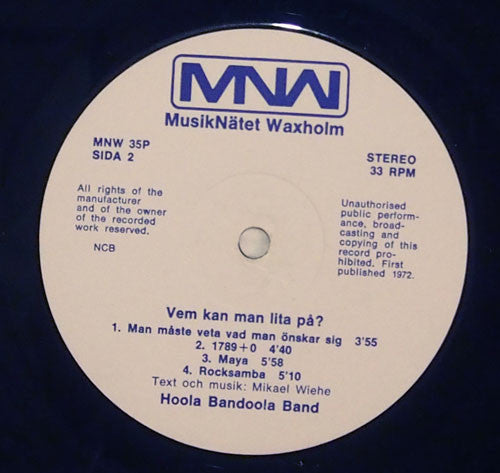 MNW
MusikNätet Waxholm
MNW 35P
SIDA 2
STEREO
33 RPM
All rights of the
manufacturer
and of the owner
of the recorded
work reserved.
NCB
Unauthorised
public perform-
ance, broad-
casting and
copying of this
record pro-
hibited. First
published 1972.
Vem kan man lita på?
1. Man måste veta vad man önskar sig 3'55
2. 1789+0 4'40
3. Maya 5'58
4. Rocksamba 5'10
Text och musik: Mikael Wiehe
Hoola Bandoola Band